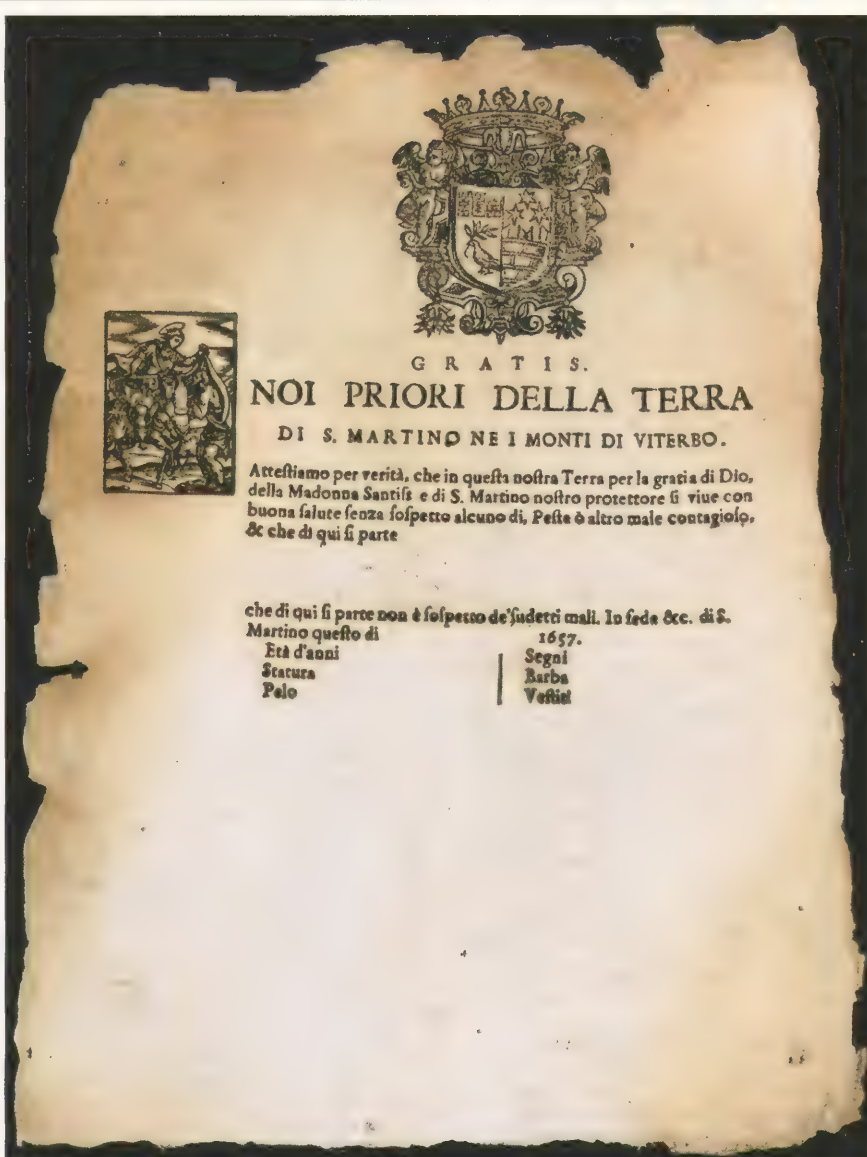 GRATIS.
NOI PRIORI DELLA TERRA
DI S. MARTINO NE I MONTI DI VITERBO.
Atteſtiamo per verità, che in queſta noſtra Terra per la gratia di Dio,
della Madonna Santiſs e di S. Martino noſtro protettore ſi viue con
buona ſalute ſenza ſoſpetto alcuno di, Peſte ò altro male contagioſo,
& che di qui ſi parte
che di qui ſi parte non è ſoſpetto de'ſudetti mali. In fede &c. di S.
Martino queſto di 1657.
Età d'anni Segni
Statura Barba
Pelo Veſtiti